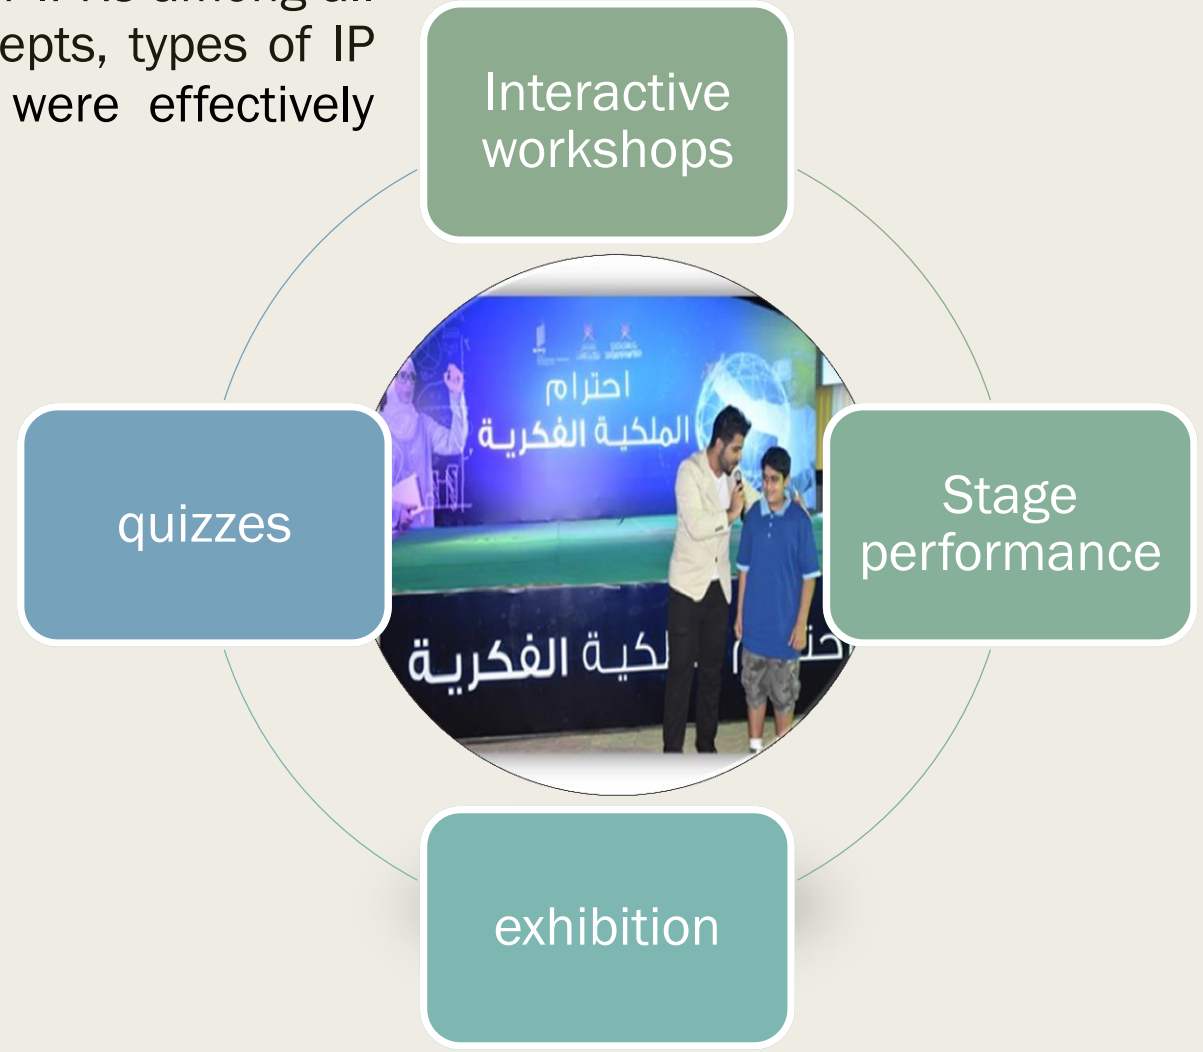 epts, types of IP
were effectively
Interactive
workshops
احترام
الملكية الفكرية
quizzes
Stage
performance
الفكرية
exhibition